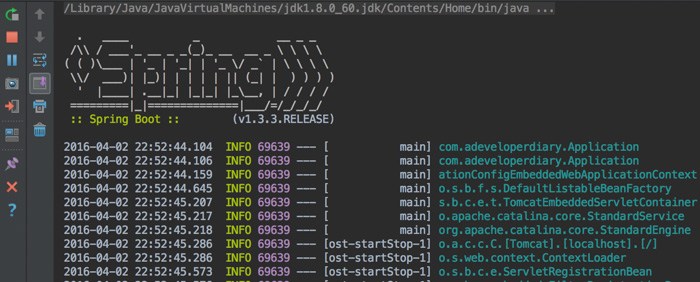 /Library/Java/JavaVirtualMachines/jdk1.8.0_60.jdk/Contents/Home/bin/java ...
Spring
:: Spring Boot :: (v1.3.3.RELEASE)
2016-04-02 22:52:44.104 INFO 69639 --- [ main] com.adeveloperdiary.Application
2016-04-02 22:52:44.106 INFO 69639 --- [ main] com.adeveloperdiary.Application
2016-04-02 22:52:44.159 INFO 69639 --- [ main] ationConfigEmbeddedWebApplicationContext
2016-04-02 22:52:44.645 INFO 69639 --- [ main] o.s.b.f.s.DefaultListableBeanFactory
2016-04-02 22:52:45.207 INFO 69639 --- [ main] s.b.c.e.t.TomcatEmbeddedServletContainer
2016-04-02 22:52:45.217 INFO 69639 --- [ main] o.apache.catalina.core.StandardService
2016-04-02 22:52:45.218 INFO 69639 --- [ main] org.apache.catalina.core.StandardEngine
2016-04-02 22:52:45.286 INFO 69639 --- [ost-startStop-1] o.a.c.c.C.[Tomcat].[localhost].[/]
2016-04-02 22:52:45.286 INFO 69639 --- [ost-startStop-1] o.s.web.context.ContextLoader
2016-04-02 22:52:45.573 INFO 69639 --- [ost-startStop-1] o.s.b.c.e.ServletRegistrationBean